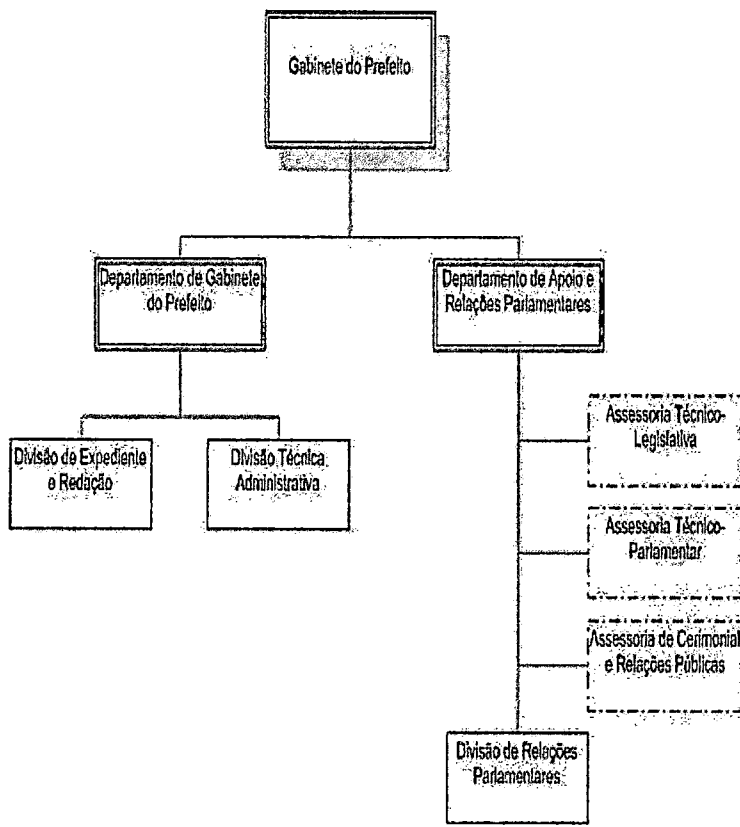 Gabinete do Prefeito
Departamento de Gabinete
do Prefeito
Departamento de Apoio e
Relações Parlamentares
Divisão de Expediente
e Redação
Divisão Técnica
Administrativa
Assessoria Técnico-
Legislativa
Assessoria Técnico-
Parlamentar
Assessoria de Cerimonial
e Relações Públicas
Divisão de Relações
Parlamentares